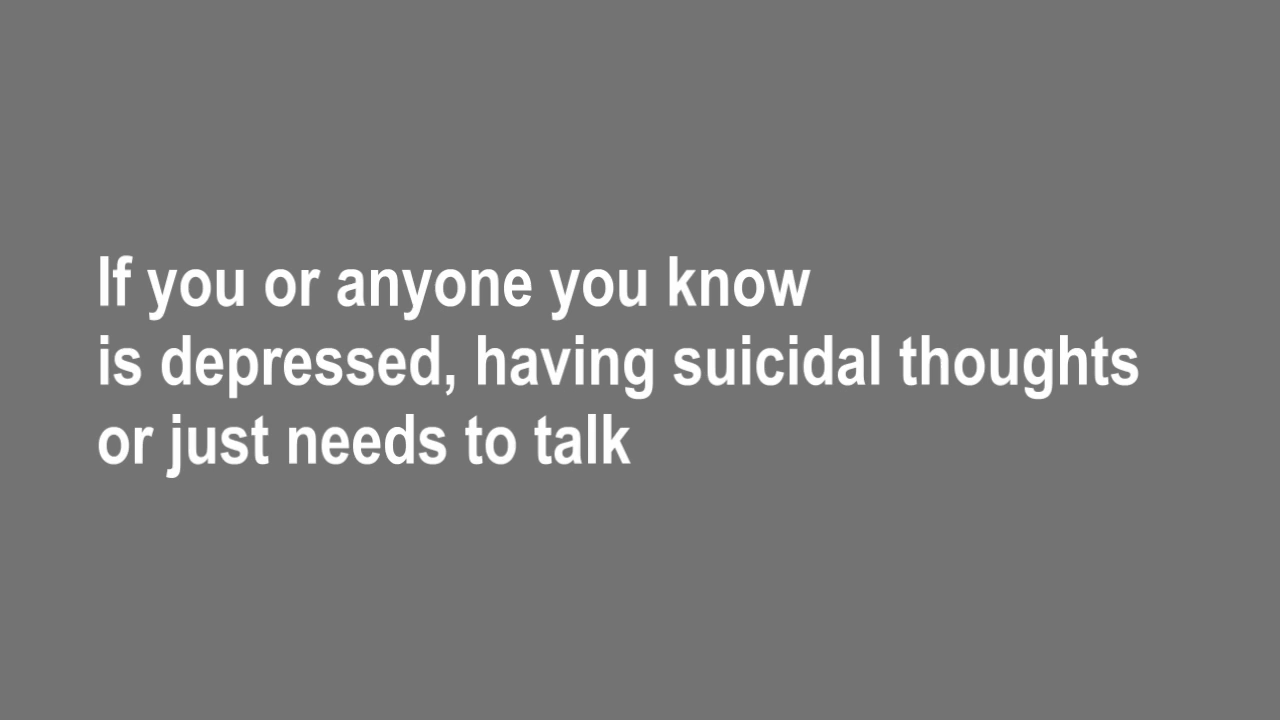 If you or anyone you know
is depressed, having suicidal thoughts
or just needs to talk